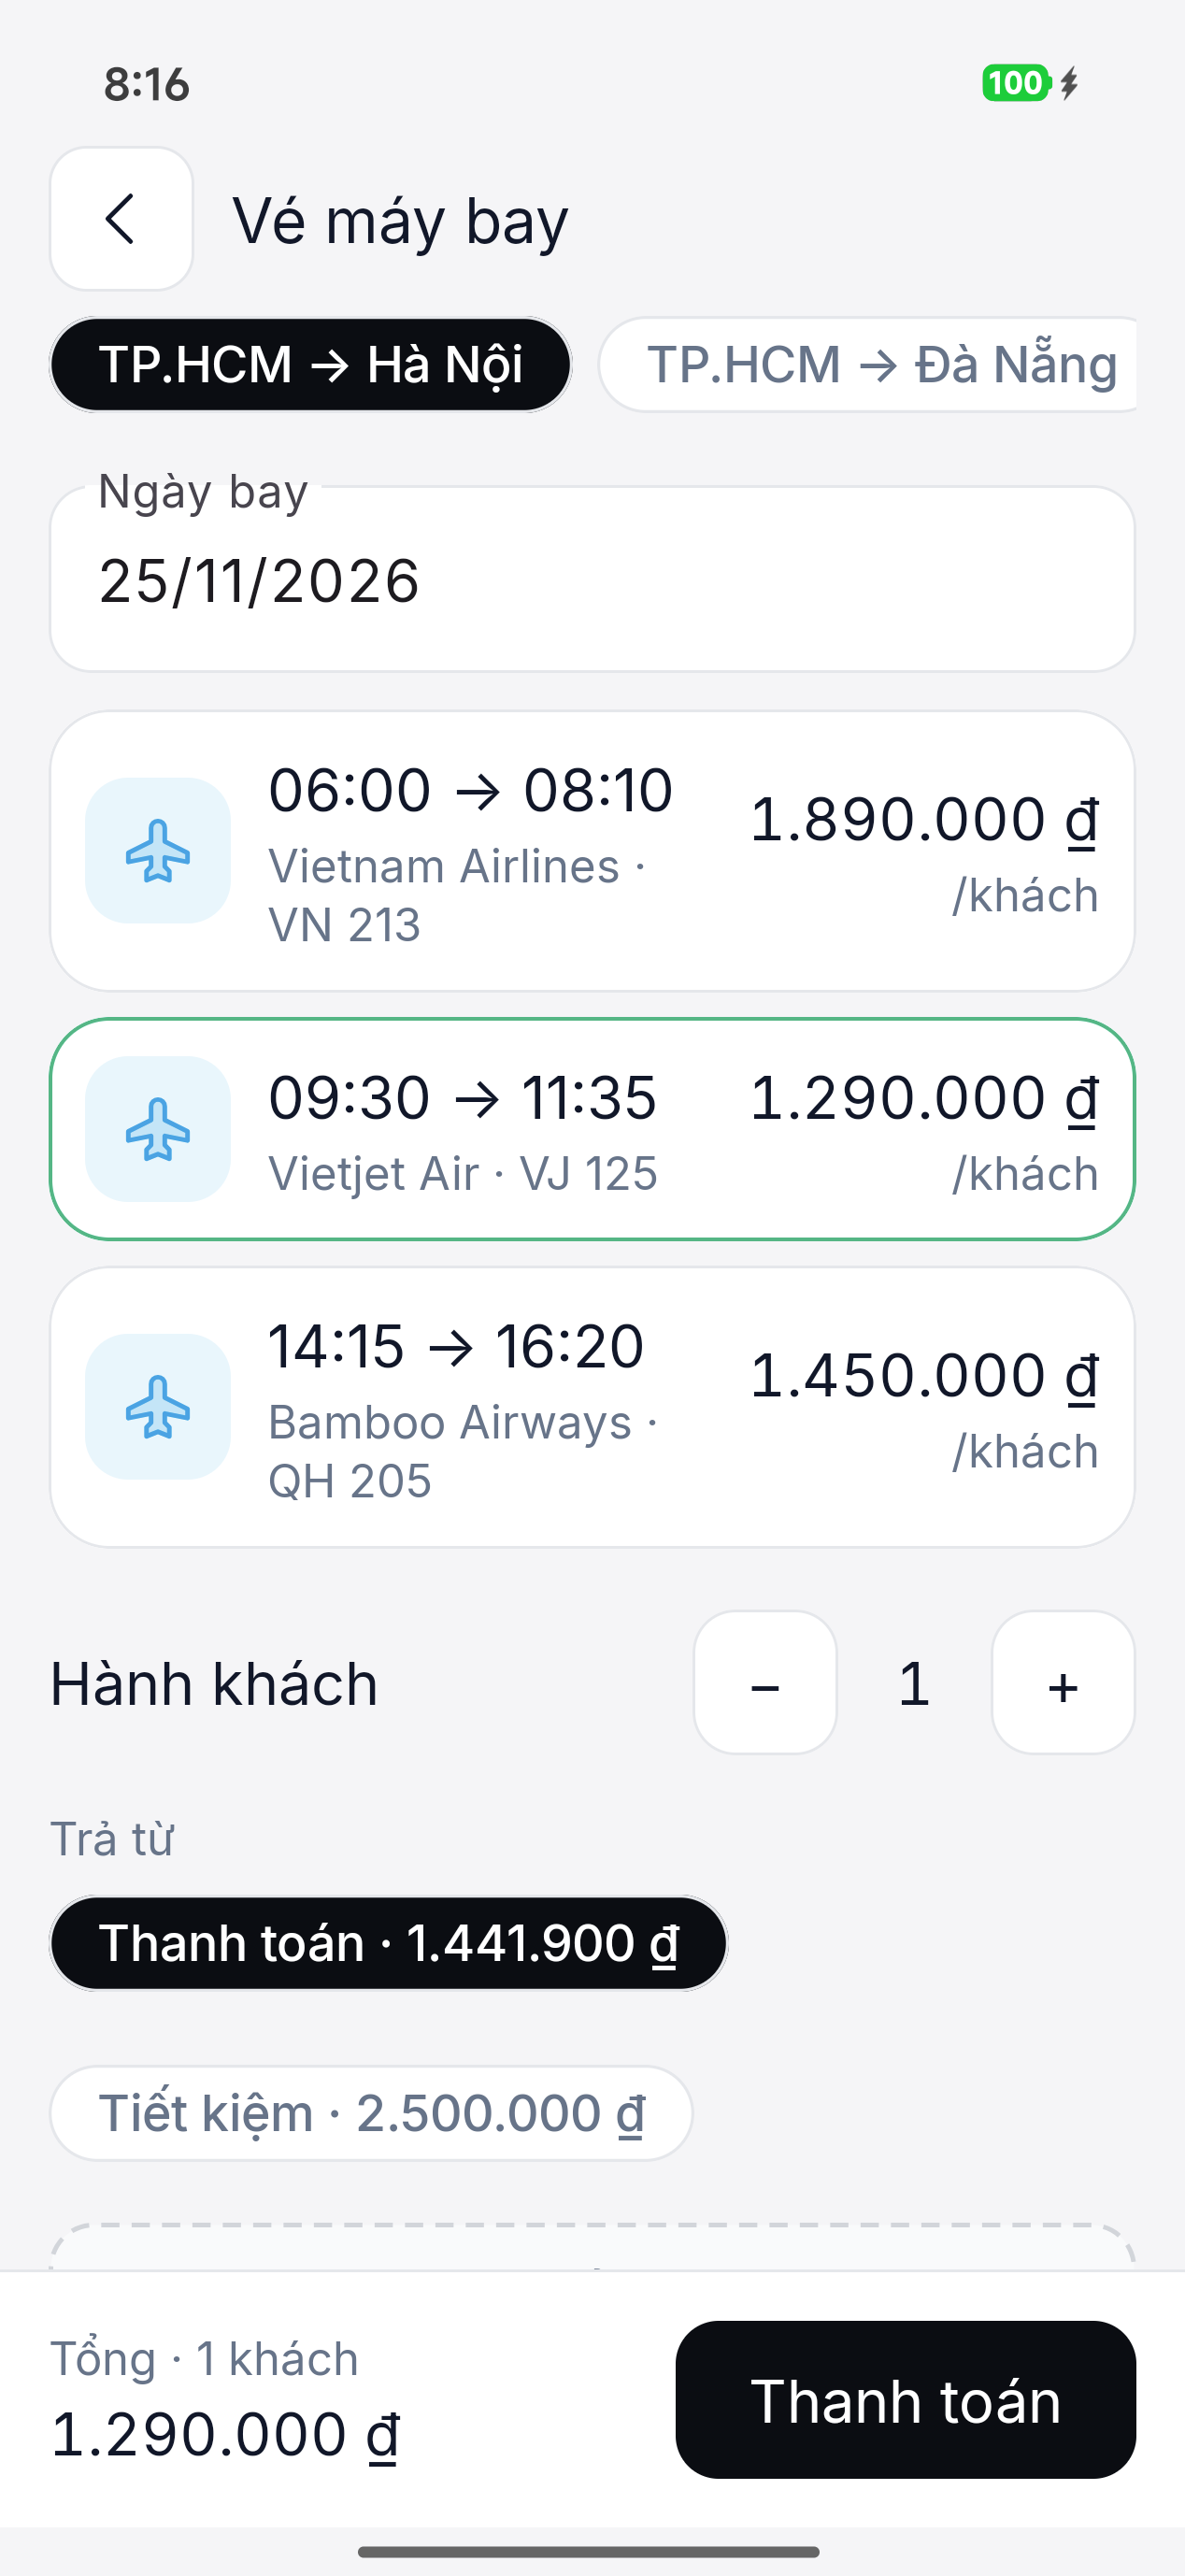 8:16
100
Vé máy bay
TP.HCM → Hà Nội
TP.HCM → Đà Nẵng
Ngày bay
25/11/2026
06:00 → 08:10
Vietnam Airlines ·
VN 213
1.890.000 ₫
/khách
09:30 → 11:35
Vietjet Air · VJ 125
1.290.000 ₫
/khách
14:15 → 16:20
Bamboo Airways ·
QH 205
1.450.000 ₫
/khách
Hành khách
− 1 +
Trả từ
Thanh toán · 1.441.900 ₫
Tiết kiệm · 2.500.000 ₫
Tổng · 1 khách
1.290.000 ₫
Thanh toán